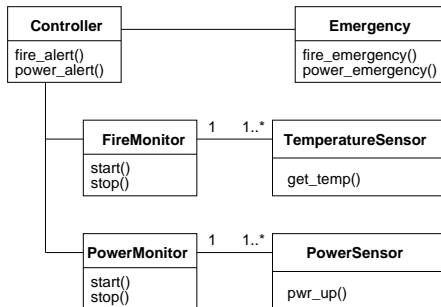 Controller
fire_alert()
power_alert()
Emergency
fire_emergency()
power_emergency()
FireMonitor
start()
stop()
1
1..*
TemperatureSensor
get_temp()
PowerMonitor
start()
stop()
1
1..*
PowerSensor
pwr_up()